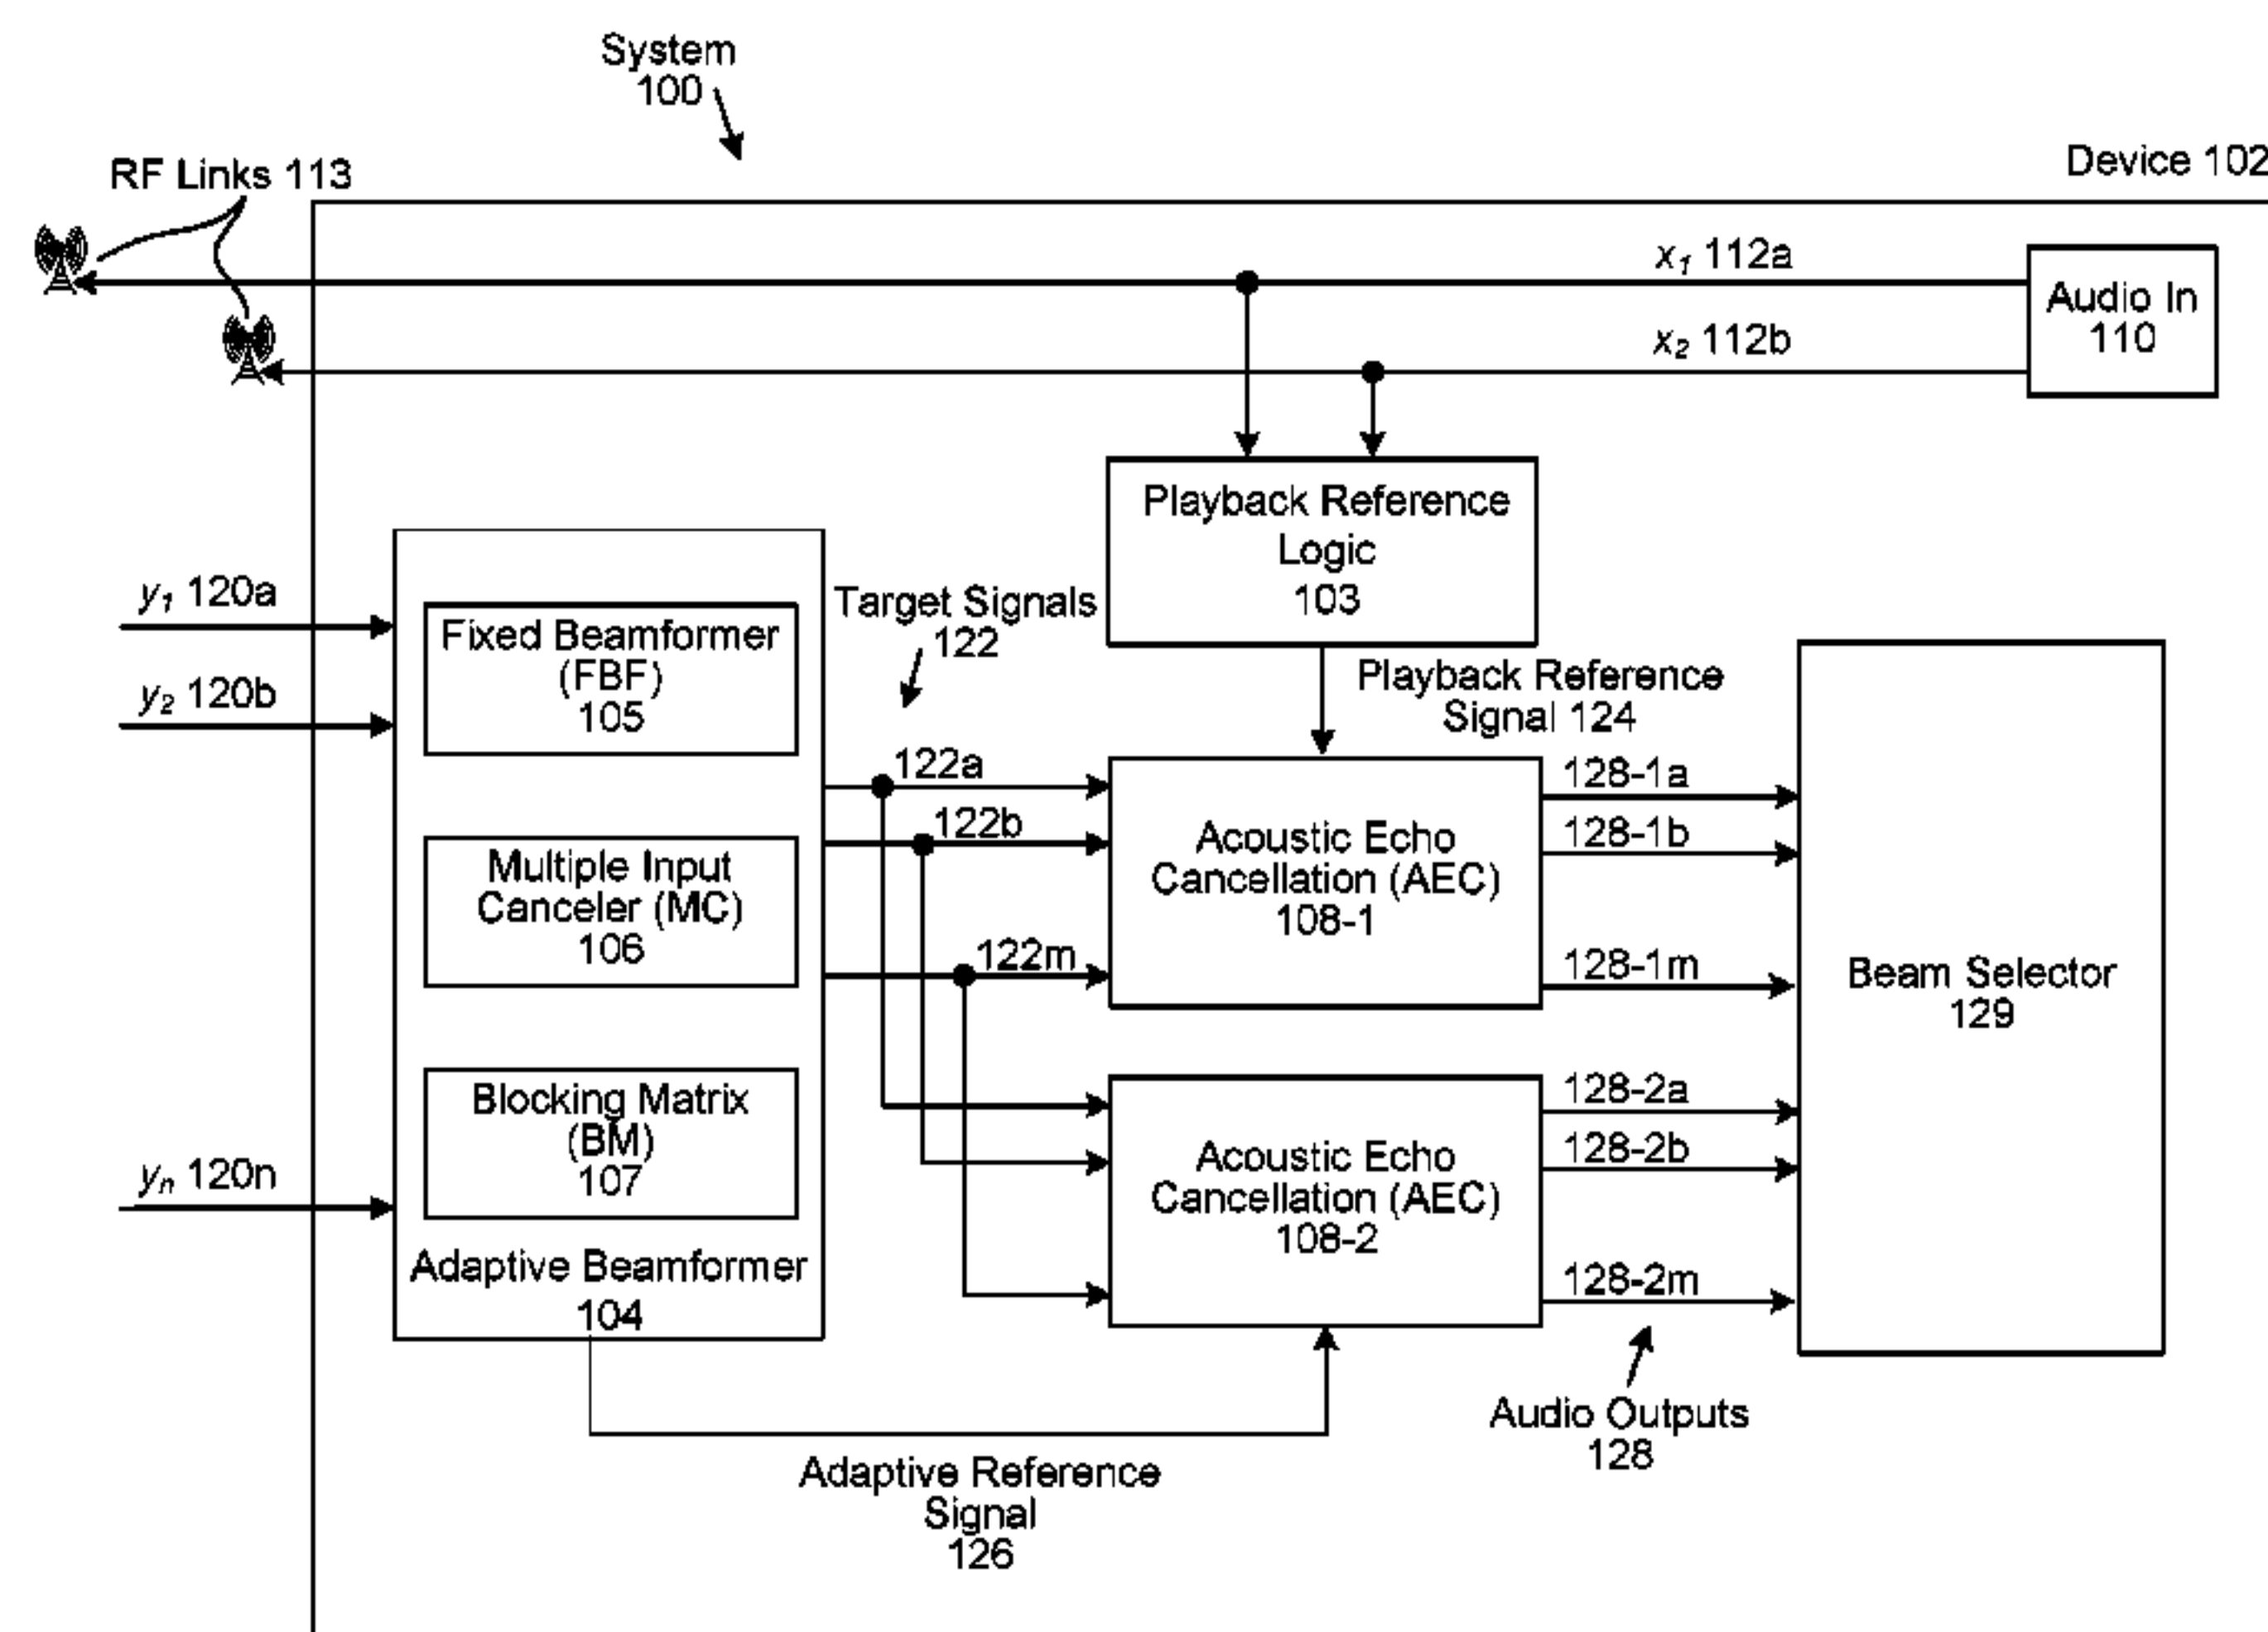 System
100
Device 102
RF Links 113
x₁ 112a
Audio In
110
x₂ 112b
Playback Reference
Logic
103
y₁ 120a
Fixed Beamformer
(FBF)
105
Target Signals
122
y₂ 120b
Playback Reference
Signal 124
122a
128-1a
122b
128-1b
Multiple Input
Canceler (MC)
106
Acoustic Echo
Cancellation (AEC)
108-1
122m
128-1m
Beam Selector
129
Blocking Matrix
(BM)
107
128-2a
128-2b
Acoustic Echo
Cancellation (AEC)
108-2
yₙ 120n
Adaptive Beamformer
104
128-2m
Audio Outputs
128
Adaptive Reference
Signal
126